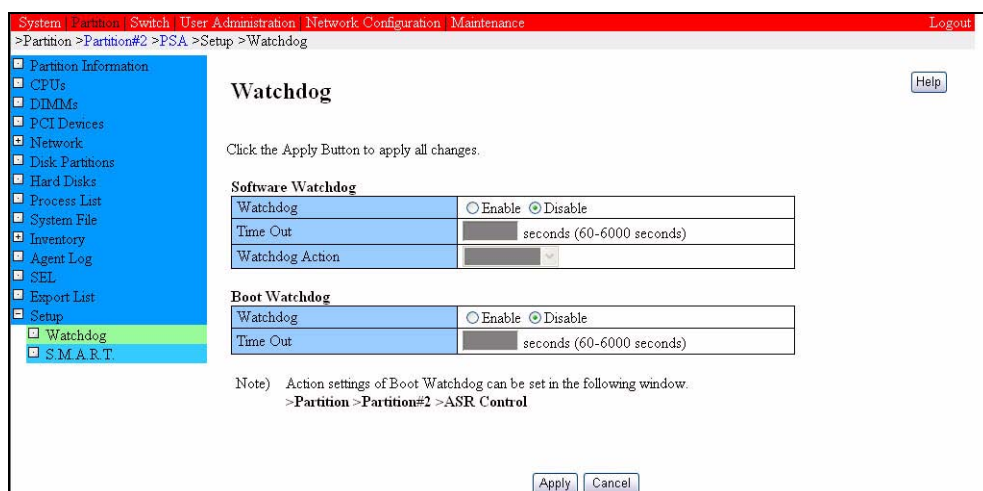 System | Partition | Switch | User Administration | Network Configuration | Maintenance Logout
>Partition >Partition#2 >PSA >Setup >Watchdog
Partition Information
CPUs
DIMMs
PCI Devices
Network
Disk Partitions
Hard Disks
Process List
System File
Inventory
Agent Log
SEL
Export List
Setup
Watchdog
S.M.A.R.T.
Watchdog
Help
Click the Apply Button to apply all changes.
Software Watchdog
Watchdog Enable Disable
Time Out seconds (60-6000 seconds)
Watchdog Action
Boot Watchdog
Watchdog Enable Disable
Time Out seconds (60-6000 seconds)
Note) Action settings of Boot Watchdog can be set in the following window.
>Partition >Partition#2 >ASR Control
Apply Cancel